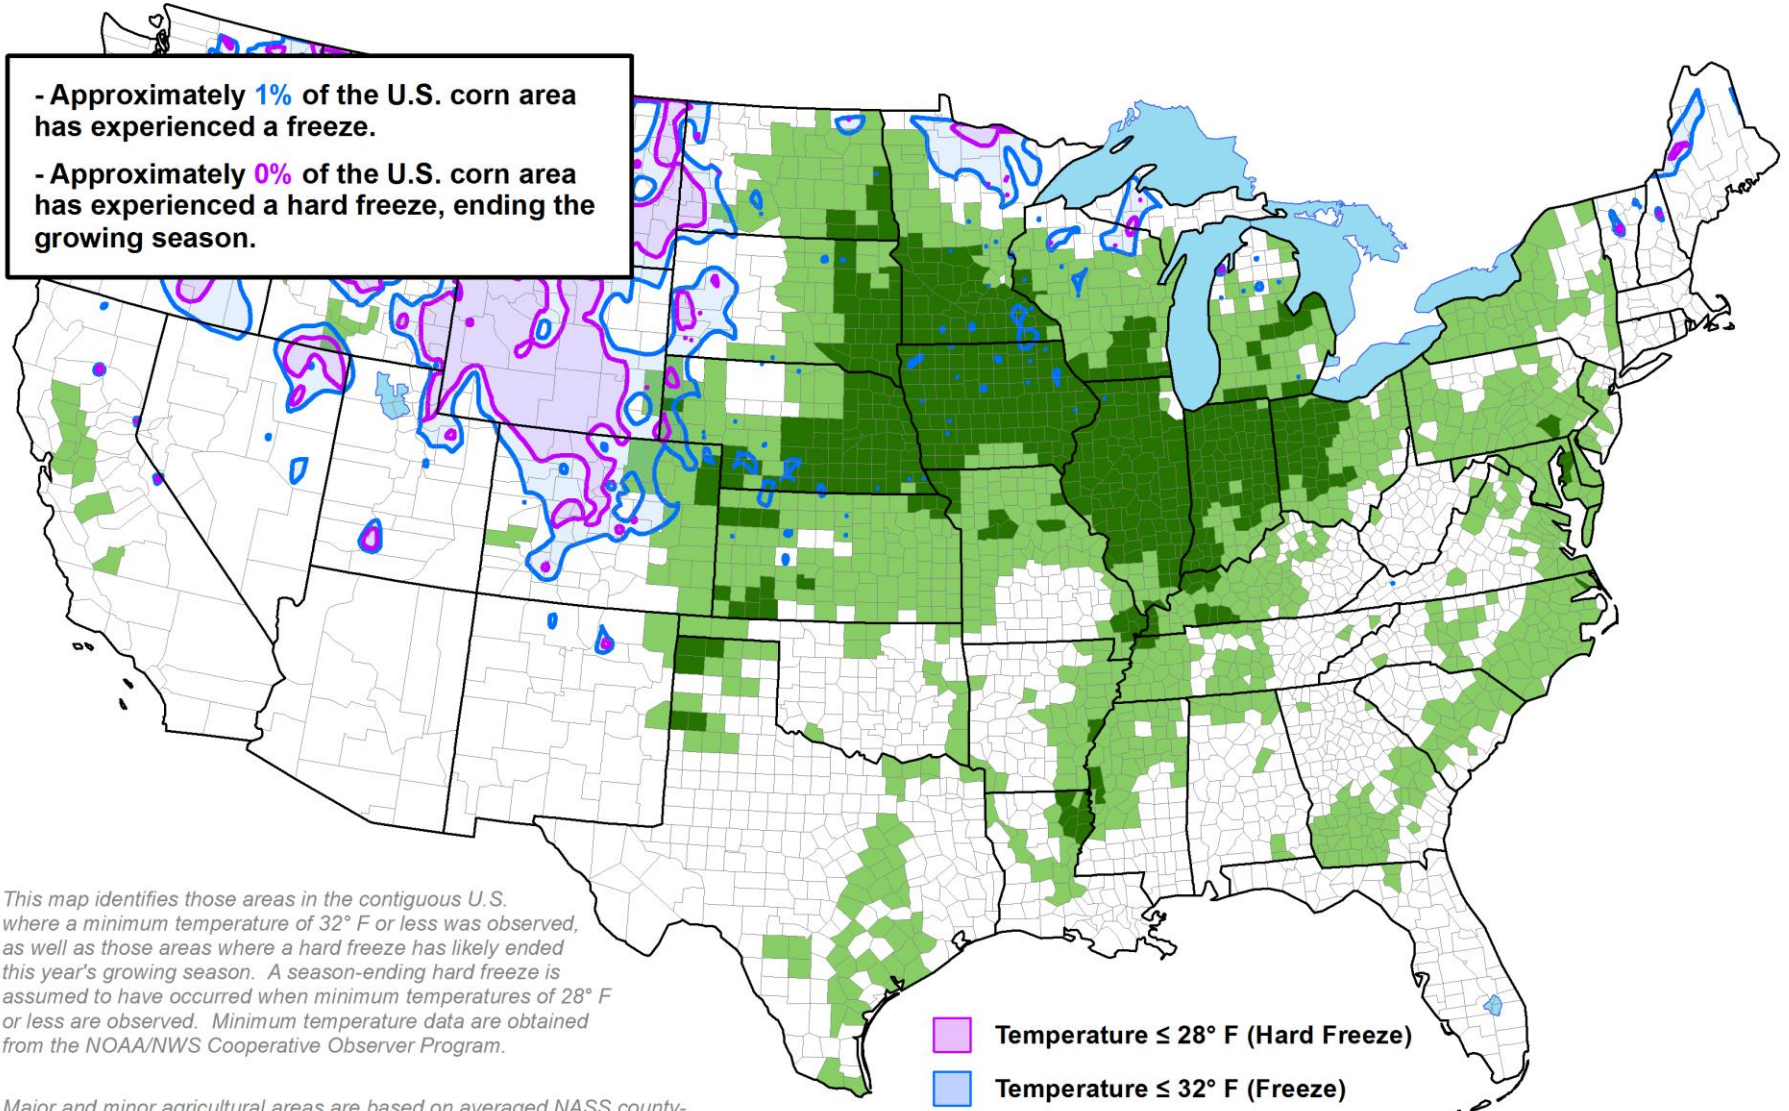 - Approximately 1% of the U.S. corn area
has experienced a freeze.
- Approximately 0% of the U.S. corn area
has experienced a hard freeze, ending the
growing season.
This map identifies those areas in the contiguous U.S.
where a minimum temperature of 32° F or less was observed,
as well as those areas where a hard freeze has likely ended
this year's growing season.  A season-ending hard freeze is
assumed to have occurred when minimum temperatures of 28° F
or less are observed.  Minimum temperature data are obtained
from the NOAA/NWS Cooperative Observer Program.
Major and minor agricultural areas are based on averaged NASS county-
Temperature ≤ 28° F (Hard Freeze)
Temperature ≤ 32° F (Freeze)